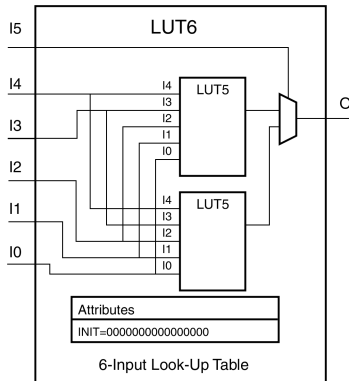 LUT6
I5
I4
I3
I2
I1
I0
I4
I3
I2
I1
I0
LUT5
I4
I3
I2
I1
I0
LUT5
O
Attributes
INIT=0000000000000000
6-Input Look-Up Table